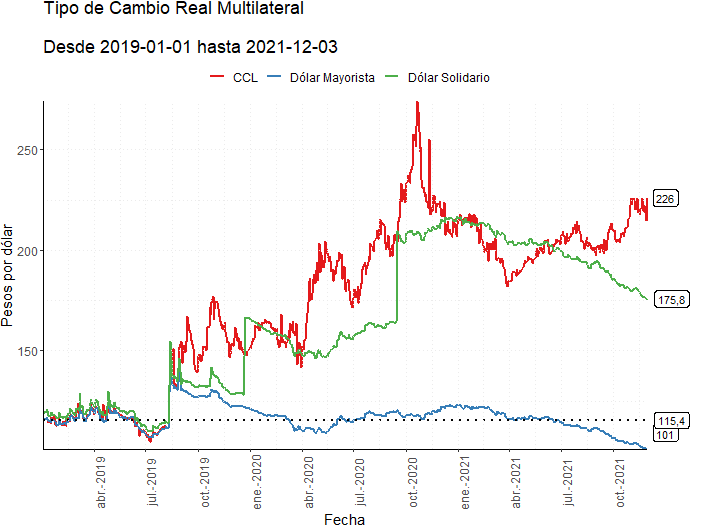 Tipo de Cambio Real Multilateral
Desde 2019-01-01 hasta 2021-12-03
CCL Dólar Mayorista Dólar Solidario
Pesos por dólar
250
200
150
226
175,8
115,4
101
abr.-2019
jul.-2019
oct.-2019
ene.-2020
abr.-2020
jul.-2020
oct.-2020
ene.-2021
abr.-2021
jul.-2021
oct.-2021
Fecha